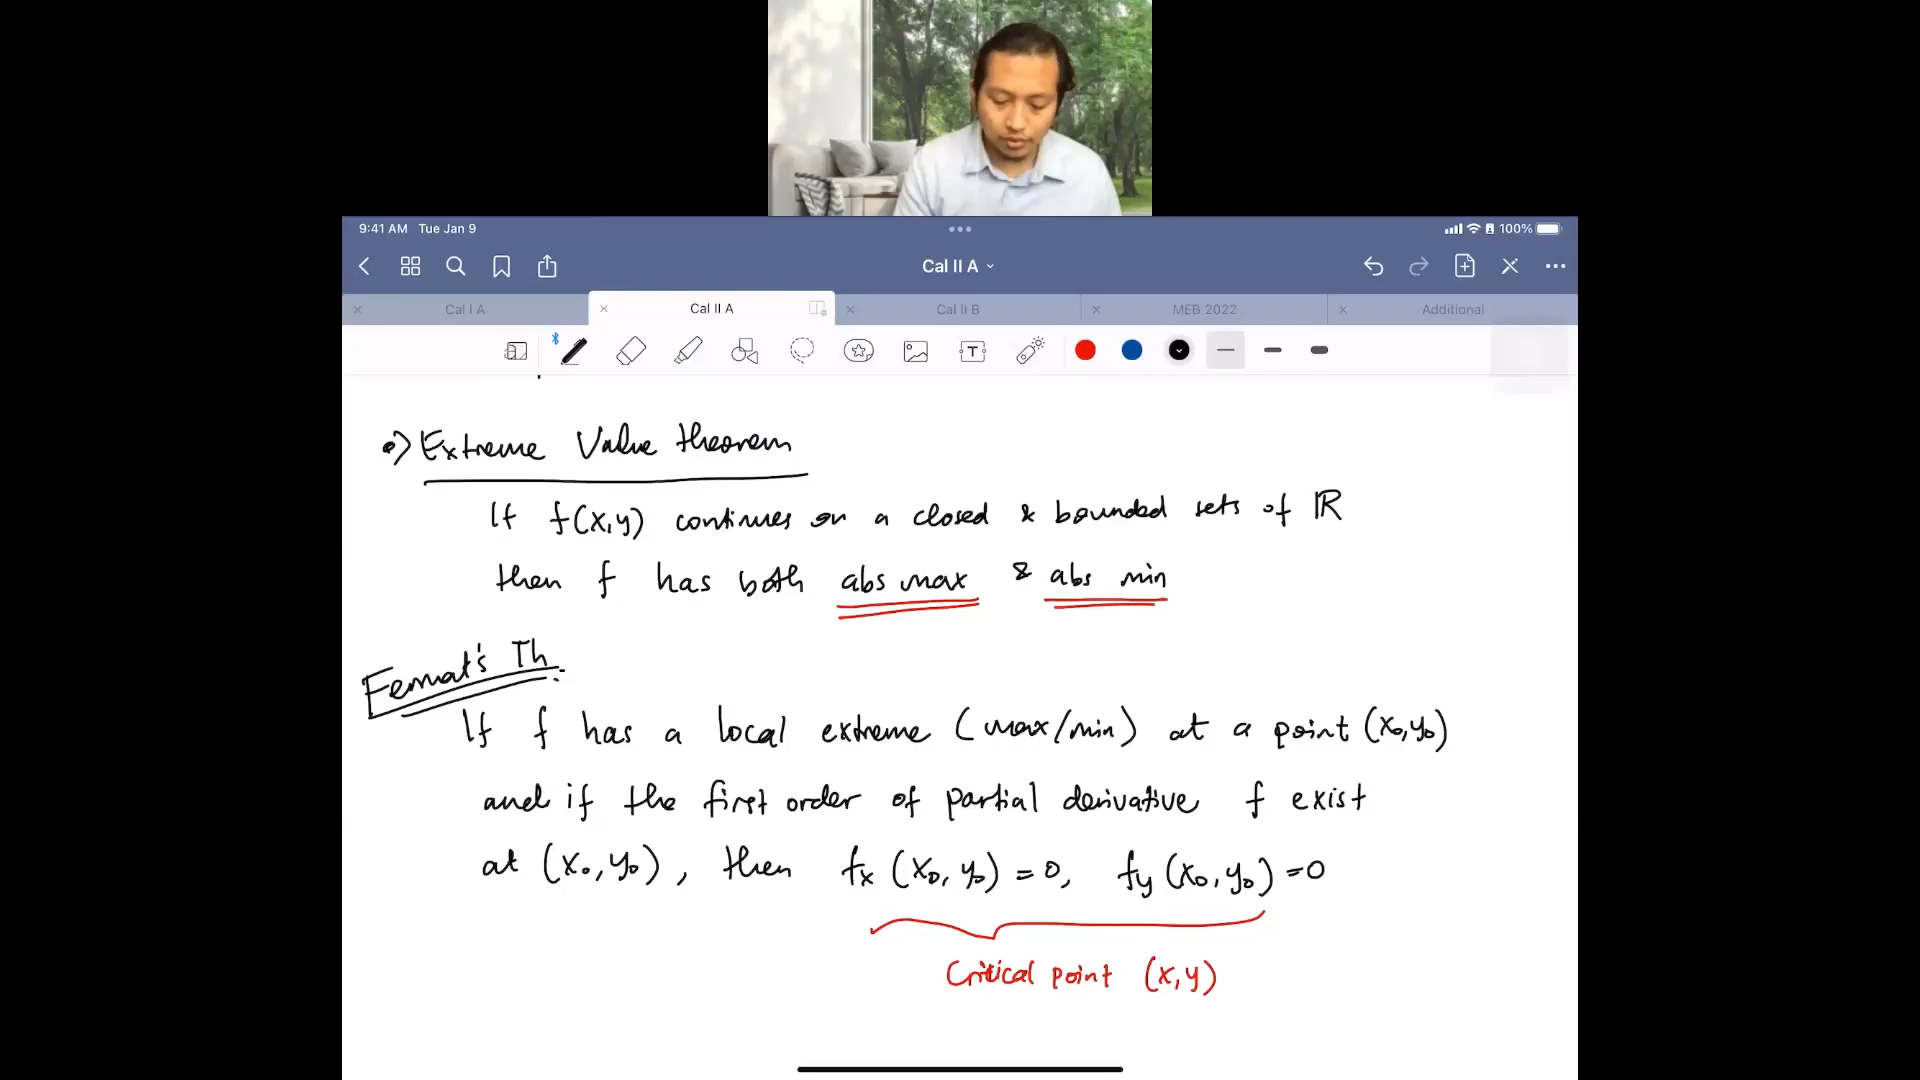 9:41 AM Tue Jan 9
100%
Cal II A
Cal I A
Cal II A
Cal II B
MEB 2022
Additional
•) Extreme Value theorem
If f(x,y) continues on a closed & bounded sets of ℝ
then f has both abs max & abs min
Fermat's Th:
If f has a local extreme (max/min) at a point (x₀,y₀)
and if the first order of partial derivative f exist
at (x₀,y₀), then fx (x₀,y₀) = 0, fy (x₀,y₀) = 0
Critical point (x,y)